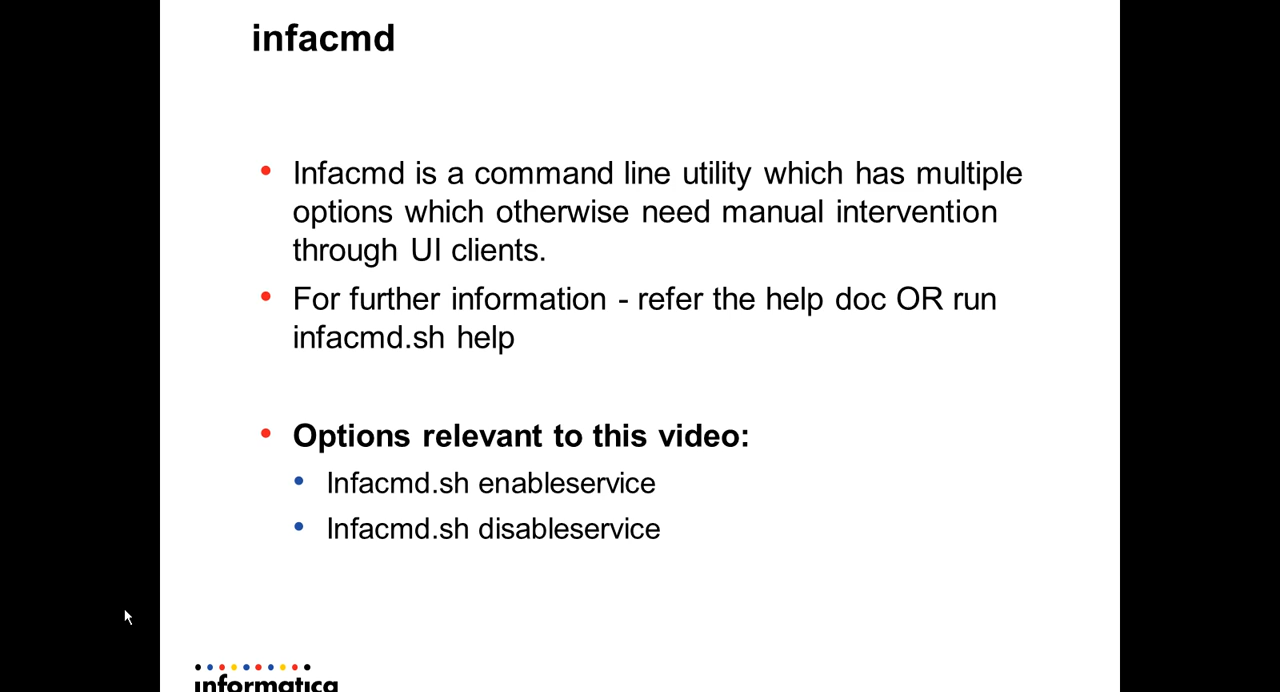 infacmd
Infacmd is a command line utility which has multiple
options which otherwise need manual intervention
through UI clients.
For further information - refer the help doc OR run
infacmd.sh help
Options relevant to this video:
Infacmd.sh enableservice
Infacmd.sh disableservice
informatica